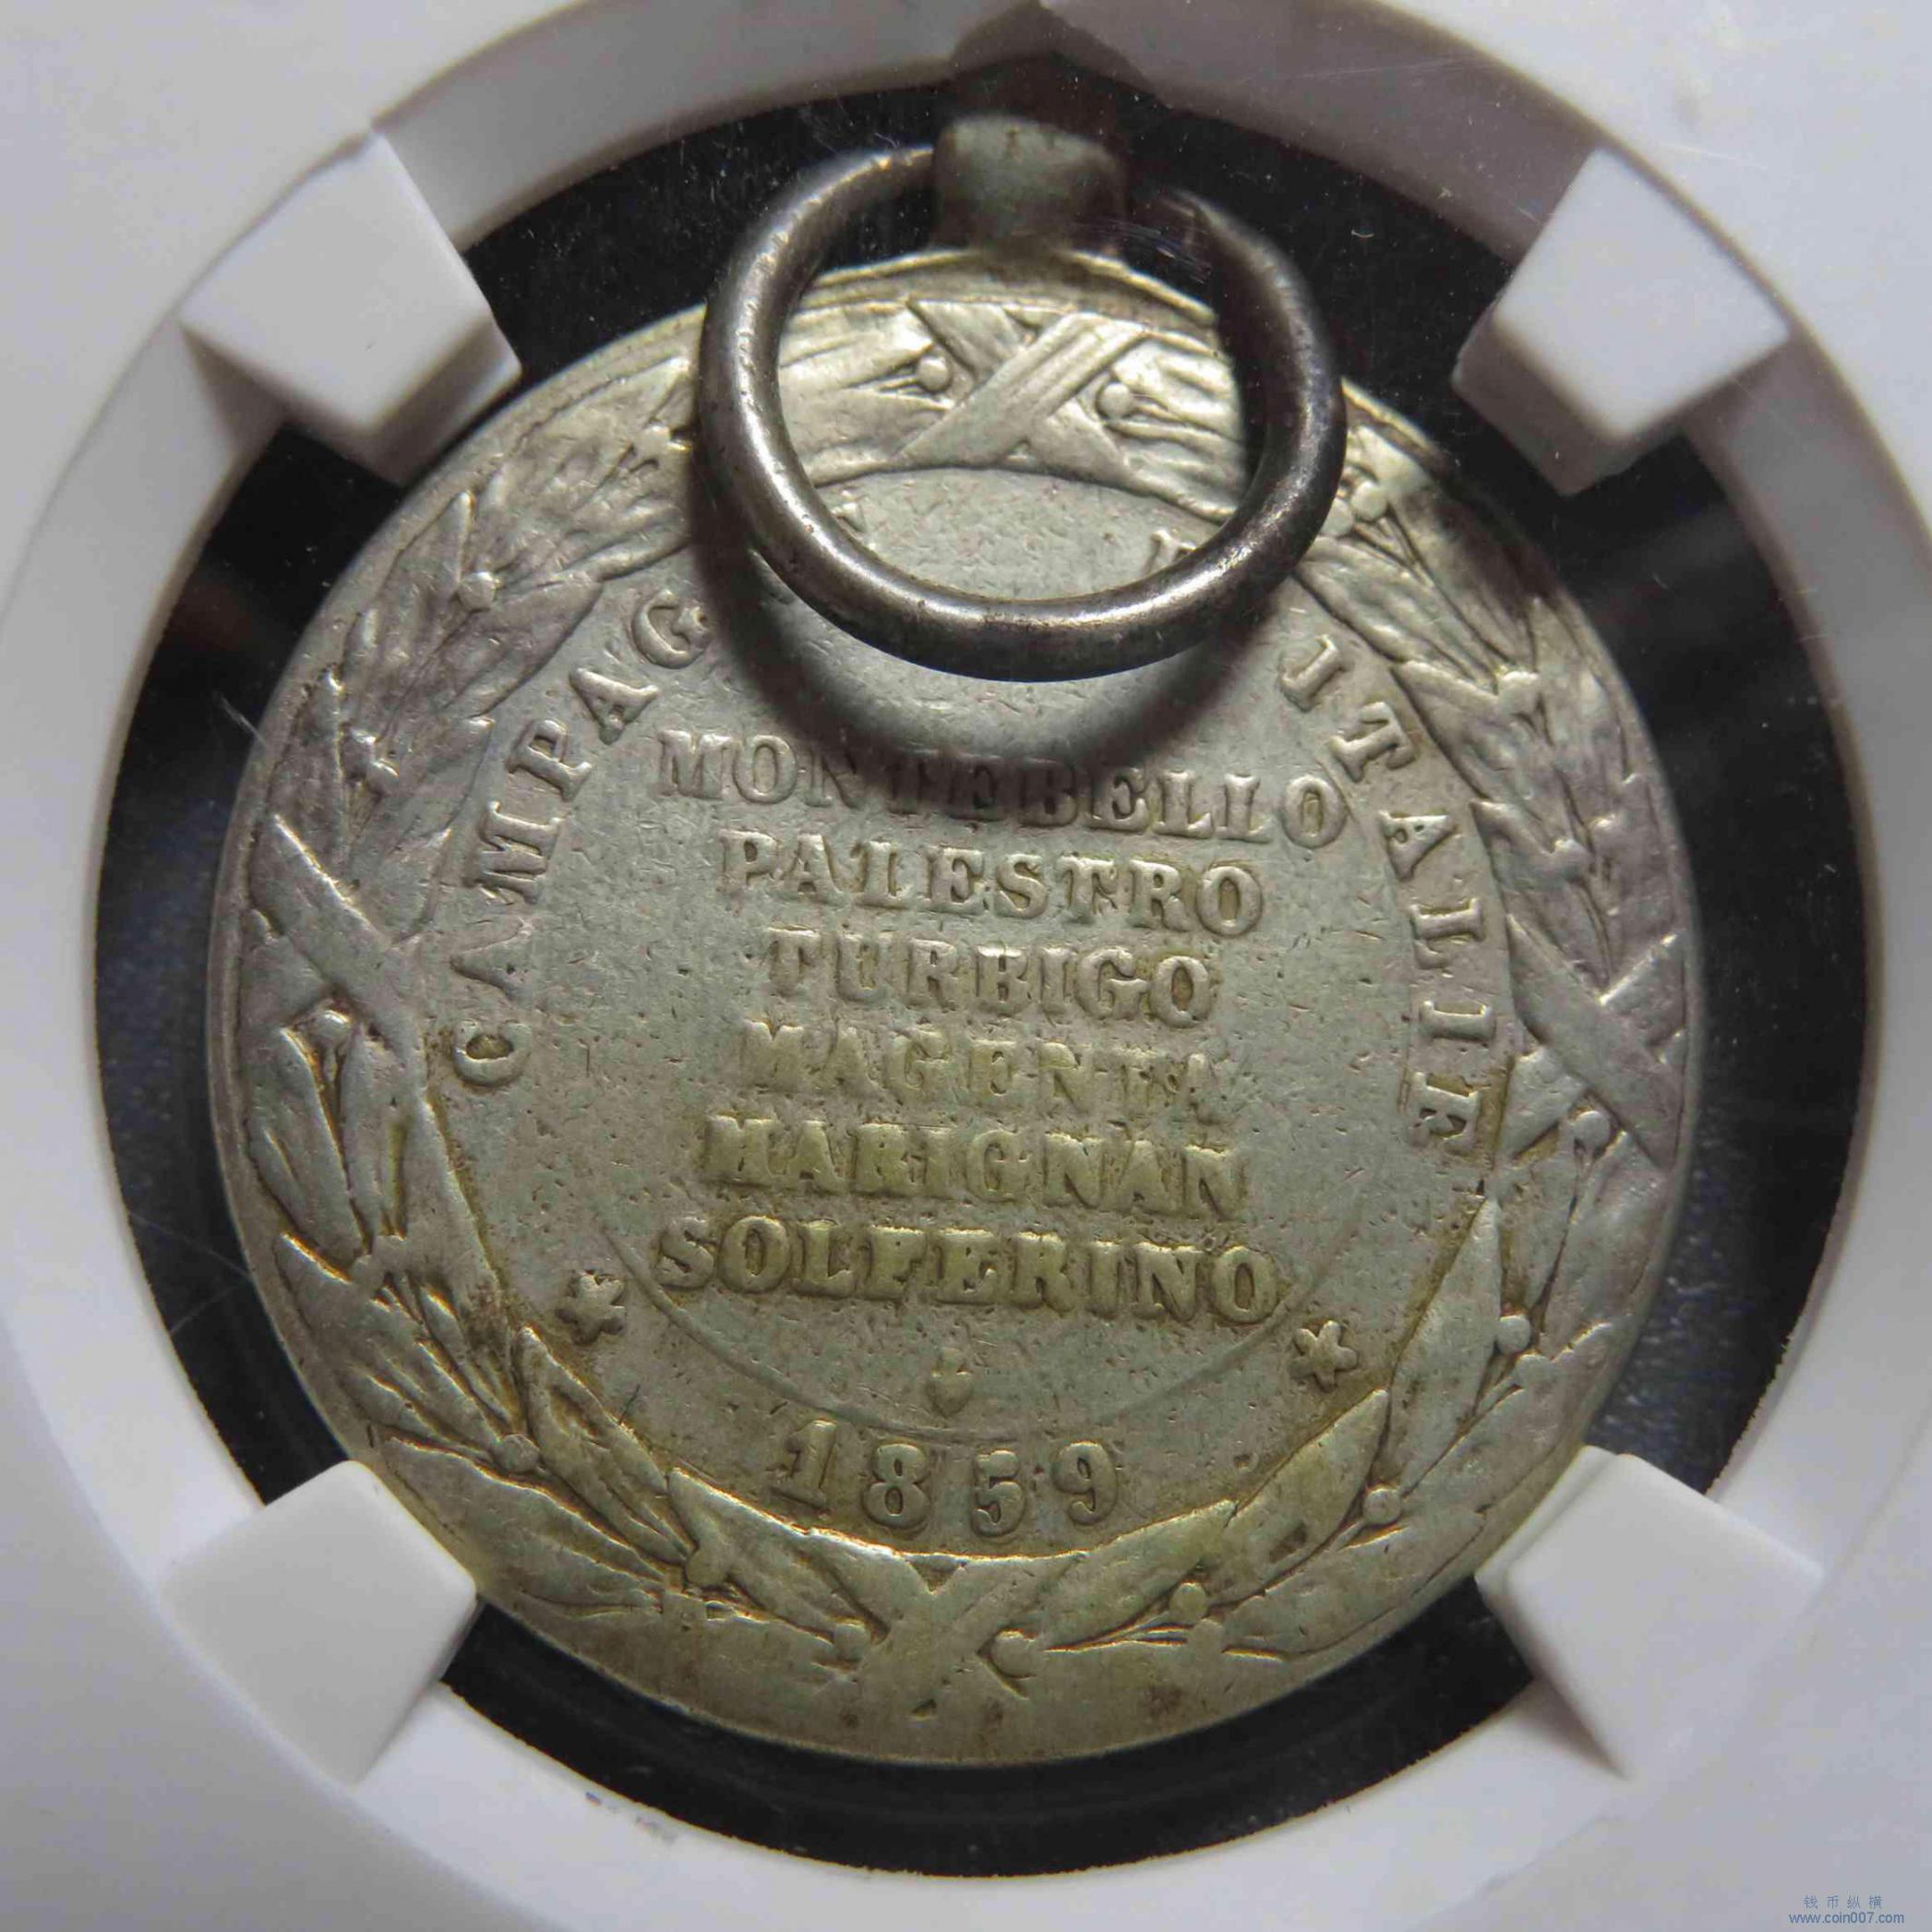 CAMPAG E D ITALIE
MONTEBELLO
PALESTRO
TURBIGO
MAGENTA
MARIGNAN
SOLFERINO
1859
钱币纵横
www.coin007.com